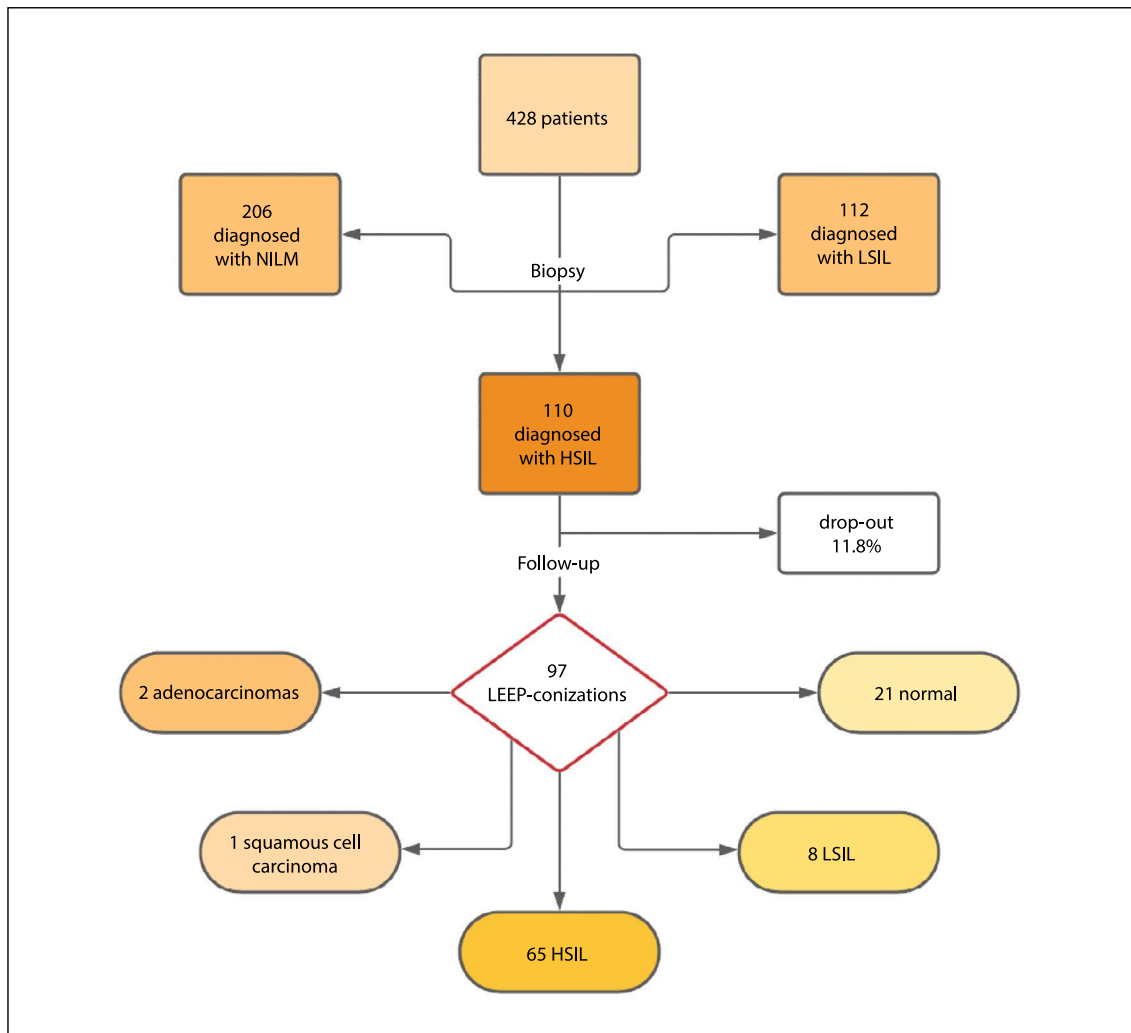 428 patients
206
diagnosed
with NILM
112
diagnosed
with LSIL
Biopsy
110
diagnosed
with HSIL
drop-out
11.8%
Follow-up
97
LEEP-conizations
2 adenocarcinomas
21 normal
1 squamous cell
carcinoma
8 LSIL
65 HSIL